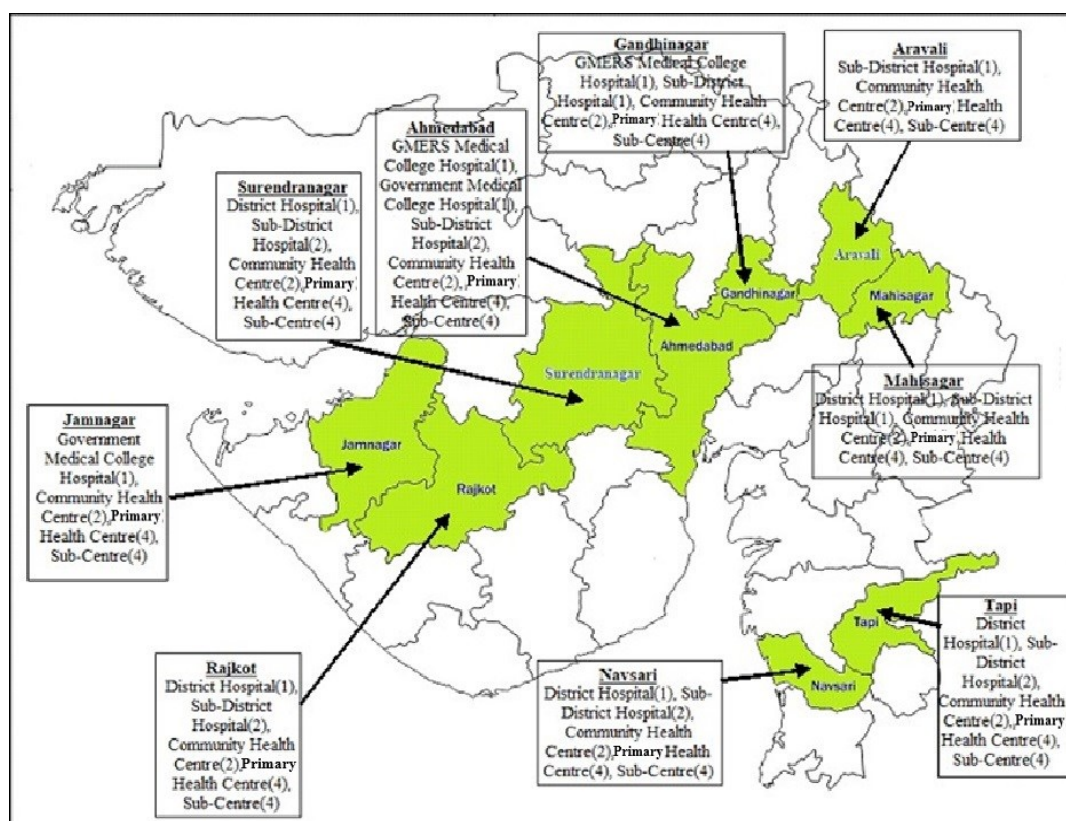 Gandhinagar
GMERS Medical College
Hospital(1), Sub-District
Hospital(1), Community Health
Centre(2),Primary Health Centre(4),
Sub-Centre(4)
Aravali
Sub-District Hospital(1),
Community Health
Centre(2),Primary Health
Centre(4), Sub-Centre(4)
Ahmedabad
GMERS Medical
College Hospital(1),
Government Medical
College Hospital(1),
Sub-District
Hospital(2),
Community Health
Centre(2), Primary
Health Centre(4),
Sub-Centre(4)
Surendranagar
District Hospital(1),
Sub-District
Hospital(2),
Community Health
Centre(2),Primary
Health Centre(4),
Sub-Centre(4)
Aravali
Gandhinagar
Mahisagar
Ahmedabad
Surendranagar
Mahisagar
District Hospital(1), Sub-District
Hospital(1), Community Health
Centre(2),Primary Health
Centre(4), Sub-Centre(4)
Jamnagar
Government
Medical College
Hospital(1),
Community Health
Centre(2),Primary
Health Centre(4),
Sub-Centre(4)
Jamnagar
Rajkot
Tapi
Navsari
Tapi
District
Hospital(1), Sub-
District
Hospital(2),
Community Health
Centre(2),Primary
Health Centre(4),
Sub-Centre(4)
Rajkot
District Hospital(1),
Sub-District
Hospital(2),
Community Health
Centre(2),Primary
Health Centre(4),
Sub-Centre(4)
Navsari
District Hospital(1), Sub-
District Hospital(2),
Community Health
Centre(2),Primary Health
Centre(4), Sub-Centre(4)